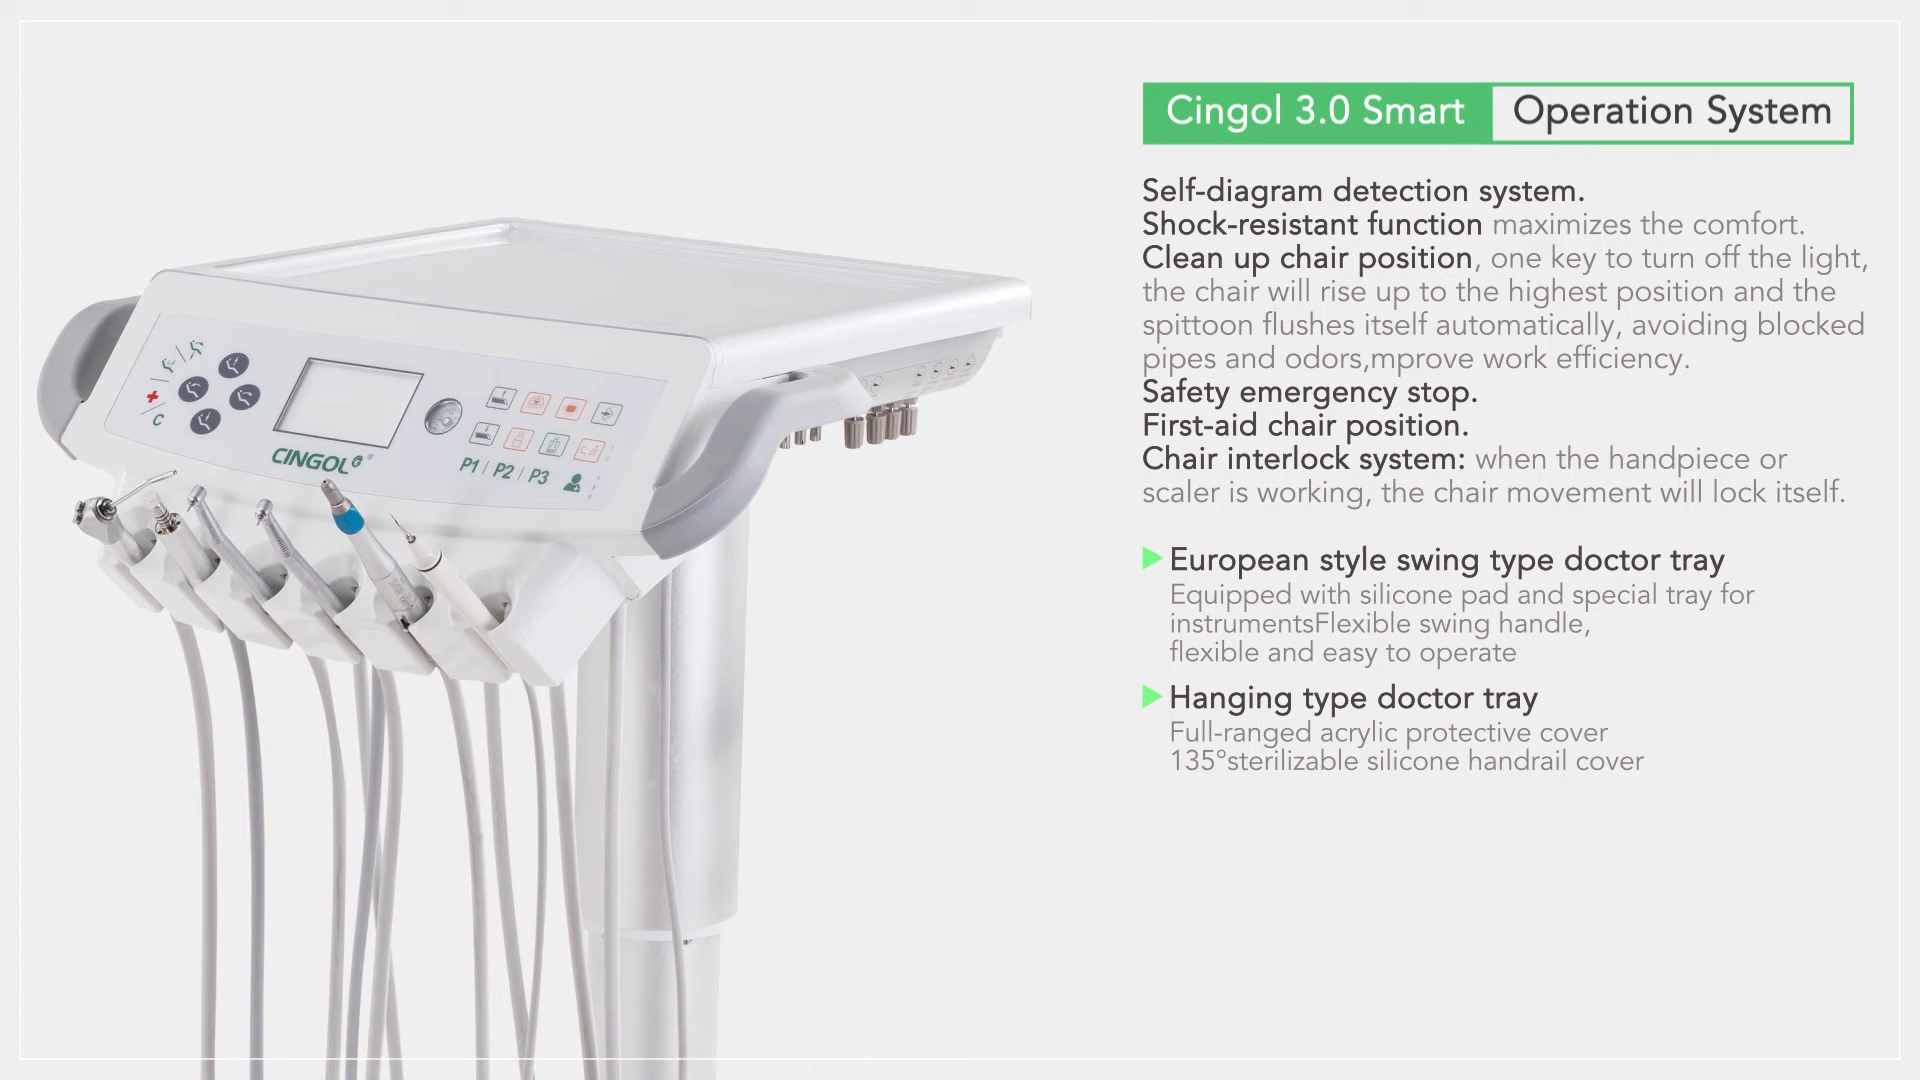 Cingol 3.0 Smart Operation System
Self-diagram detection system.
Shock-resistant function maximizes the comfort.
Clean up chair position, one key to turn off the light,
the chair will rise up to the highest position and the
spittoon flushes itself automatically, avoiding blocked
pipes and odors,mprove work efficiency.
Safety emergency stop.
First-aid chair position.
Chair interlock system: when the handpiece or
scaler is working, the chair movement will lock itself.
European style swing type doctor tray
Equipped with silicone pad and special tray for
instrumentsFlexible swing handle,
flexible and easy to operate
Hanging type doctor tray
Full-ranged acrylic protective cover
135°sterilizable silicone handrail cover
C
CINGOL
P1 / P2 / P3